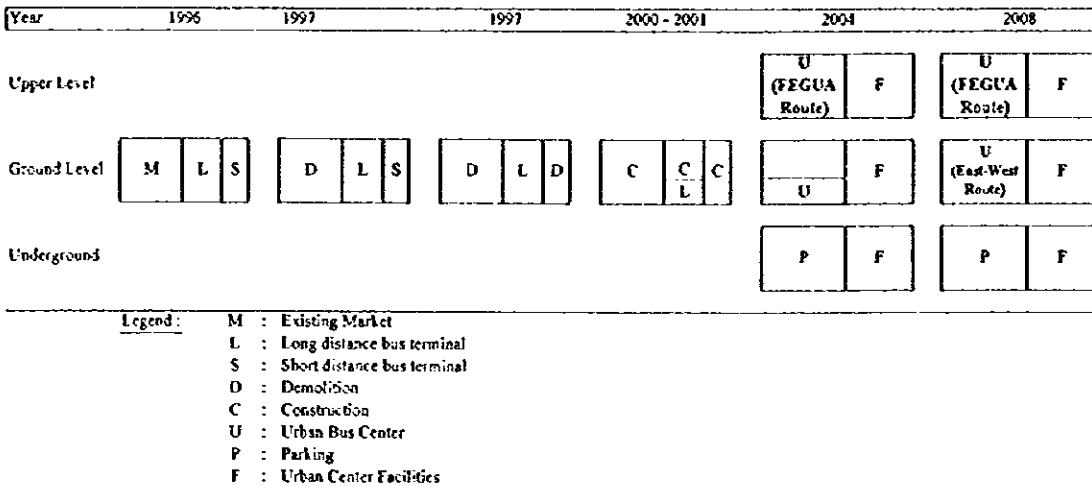 Year 1996 1997 1997 2000 - 2001 2004 2008
Upper Level
U (FEGUA Route) F U (FEGUA Route) F
Ground Level M L S D L S D L D C C L C U F U (East-West Route) F
Underground P F P F
Legend :
M : Existing Market
L : Long distance bus terminal
S : Short distance bus terminal
D : Demolition
C : Construction
U : Urban Bus Center
P : Parking
F : Urban Center Facilities